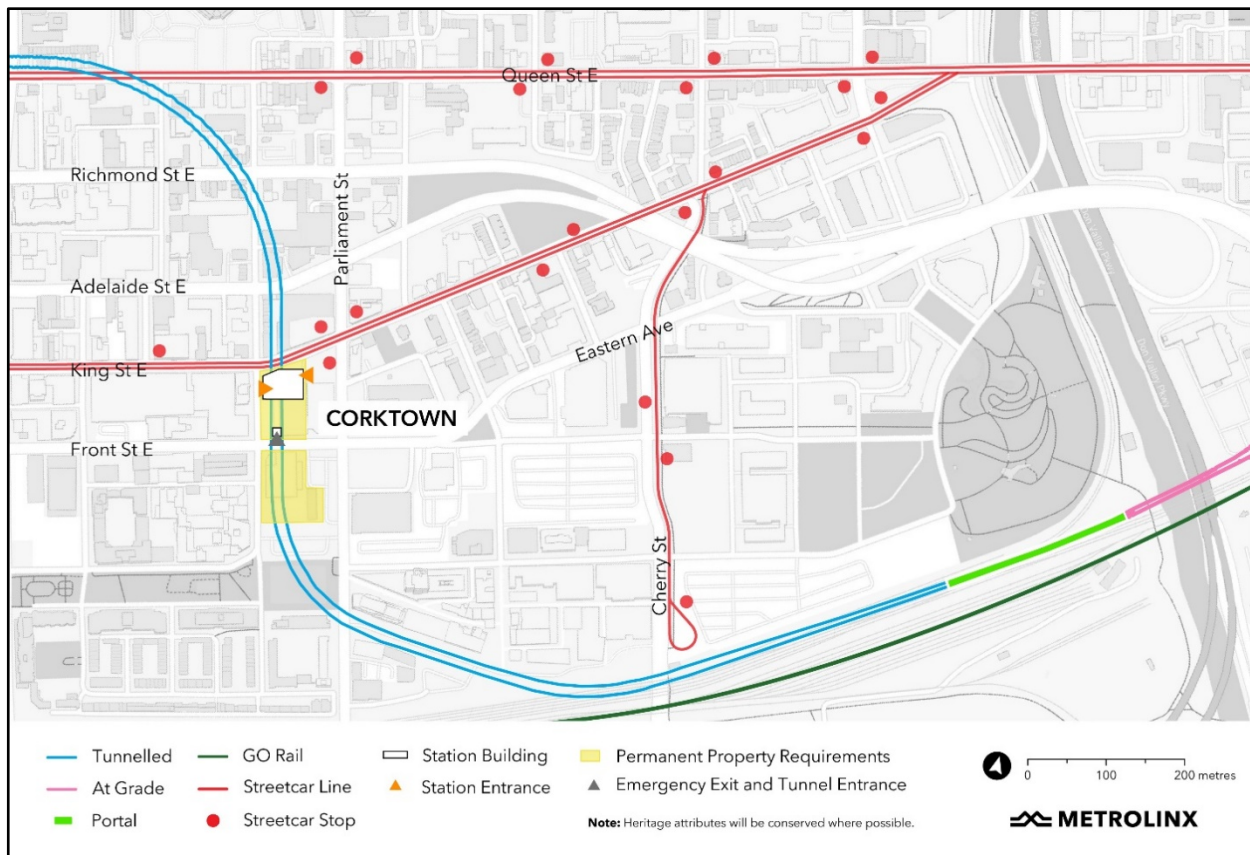 Queen St E
Richmond St E
Parliament St
Adelaide St E
Eastern Ave
King St E
CORKTOWN
Front St E
Cherry St
Tunnelled
GO Rail
Station Building
Permanent Property Requirements
At Grade
Streetcar Line
Station Entrance
Emergency Exit and Tunnel Entrance
Portal
Streetcar Stop
Note: Heritage attributes will be conserved where possible.
0 100 200 metres
METROLINX